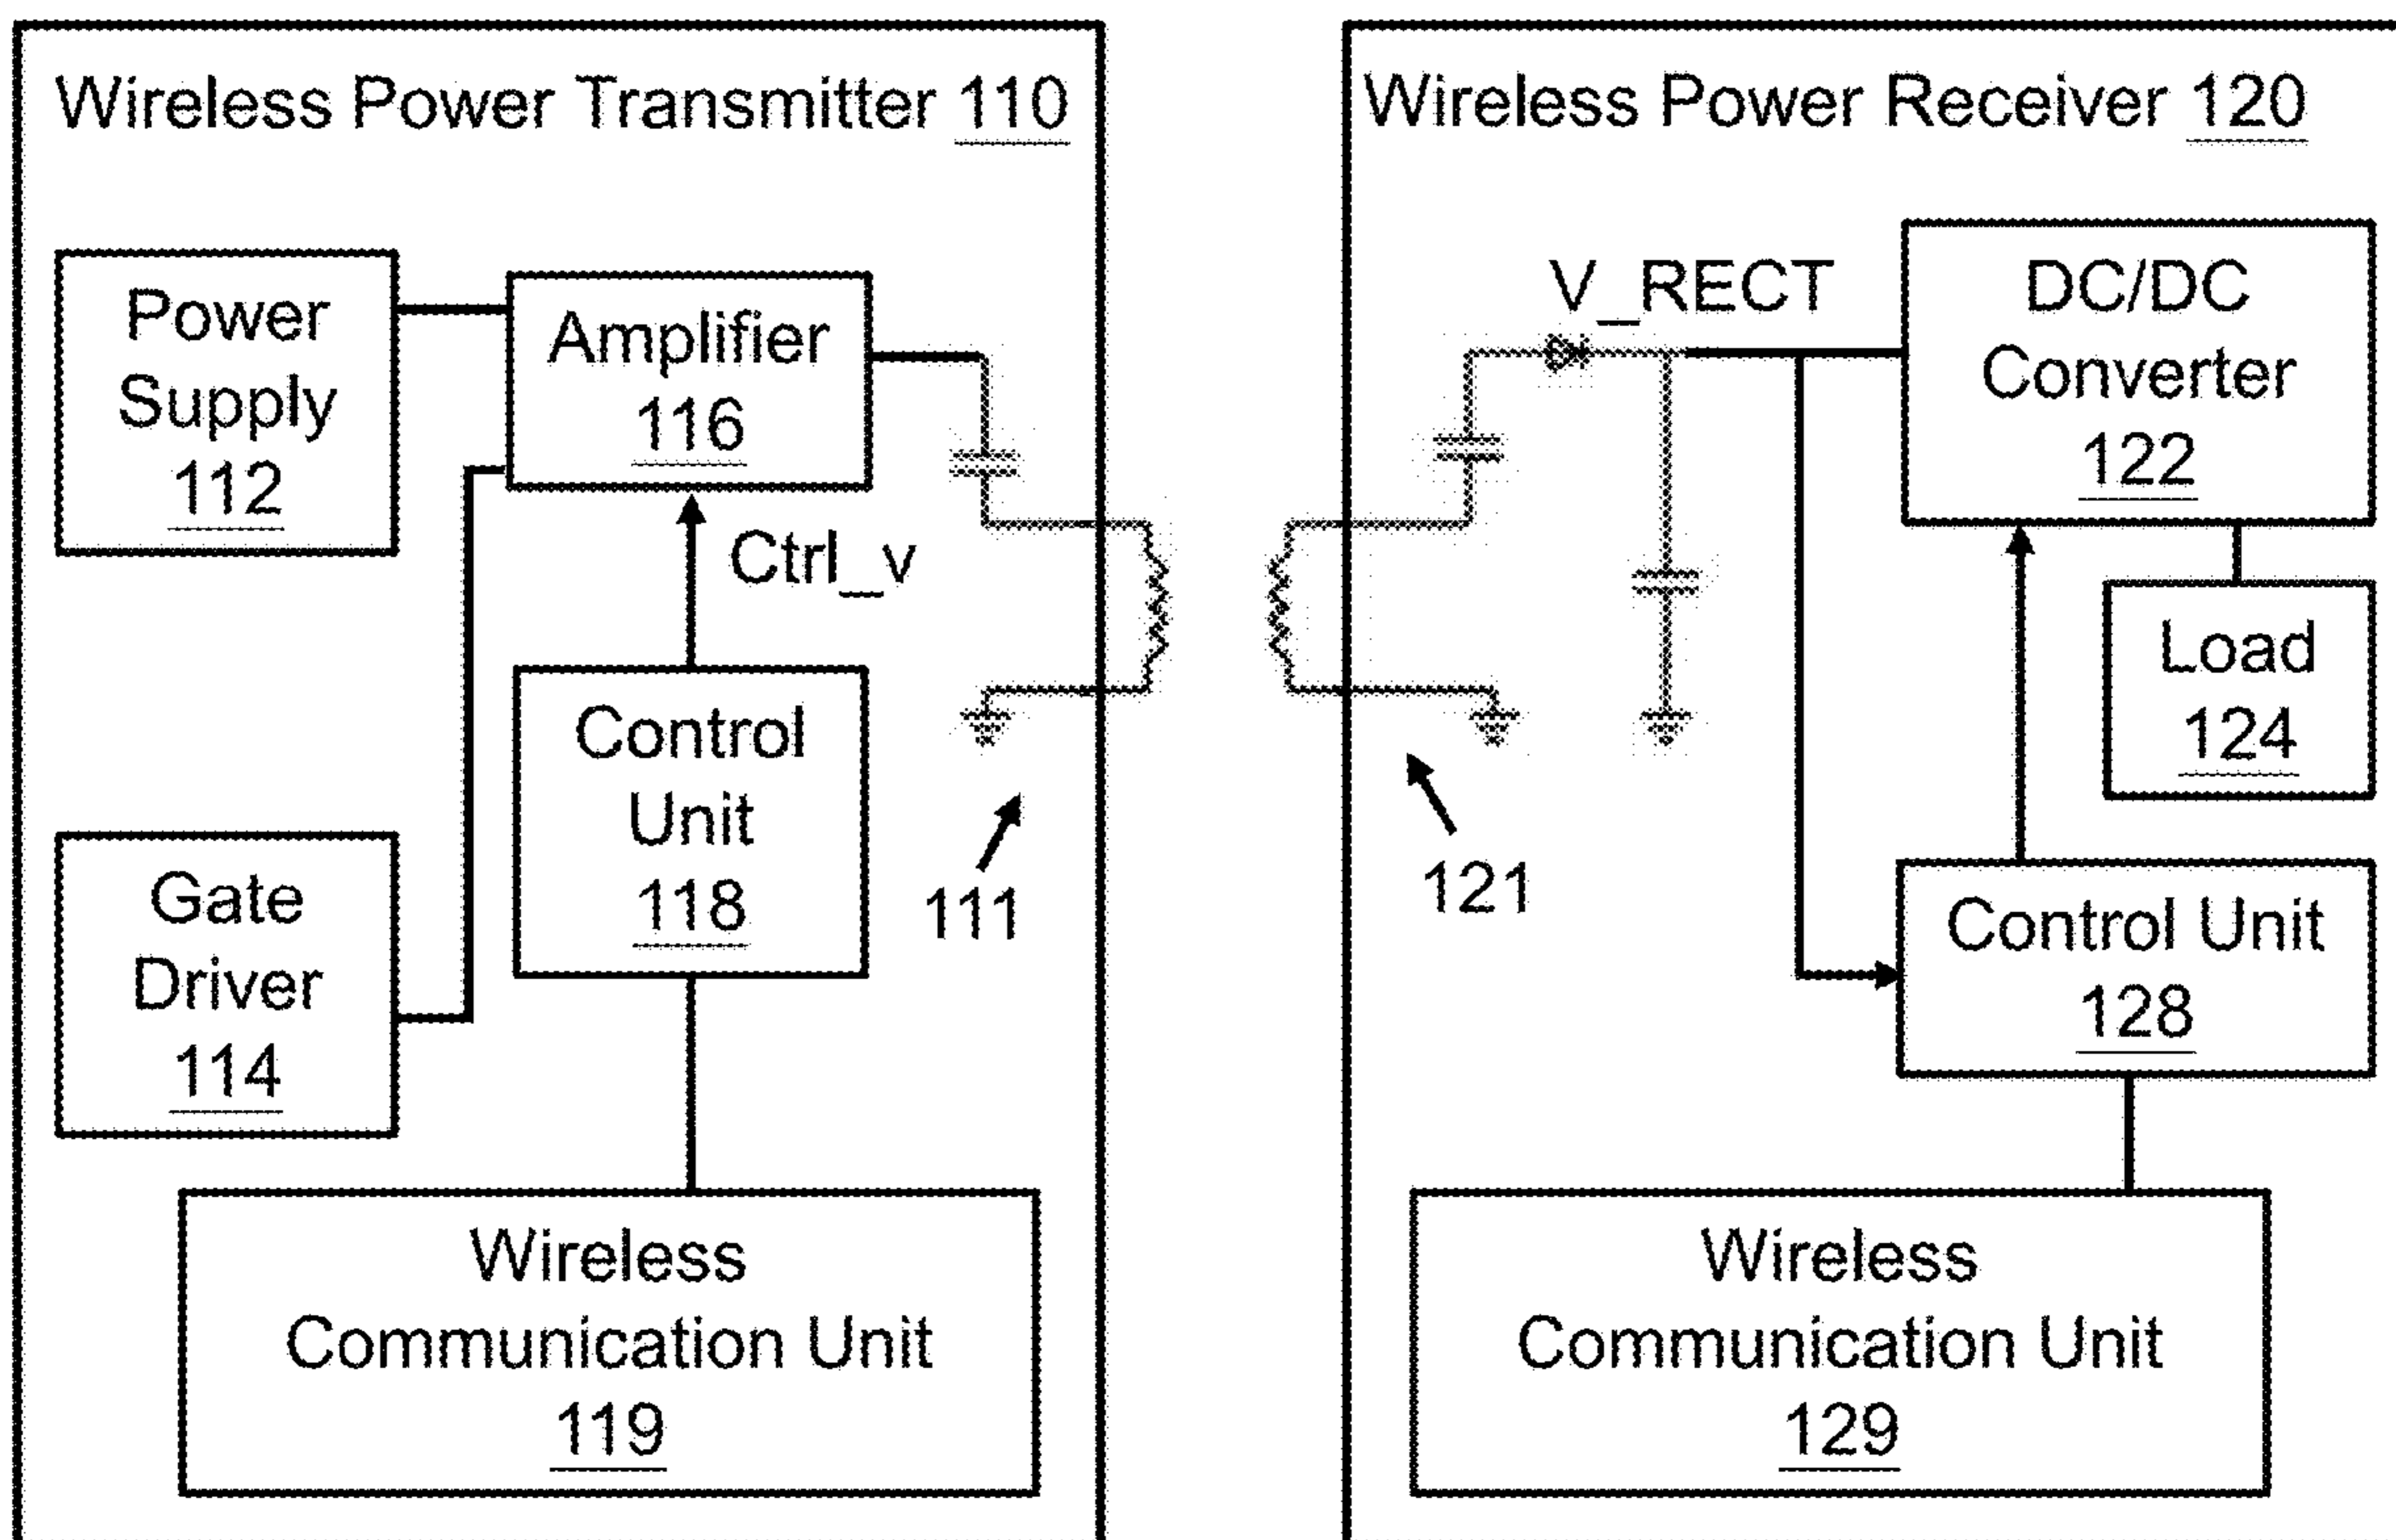 Wireless Power Transmitter 110
Power
Supply
112
Amplifier
116
Ctrl_v
Control
Unit
118
111
Gate
Driver
114
Wireless
Communication Unit
119
Wireless Power Receiver 120
V_RECT
DC/DC
Converter
122
Load
124
121
Control Unit
128
Wireless
Communication Unit
129